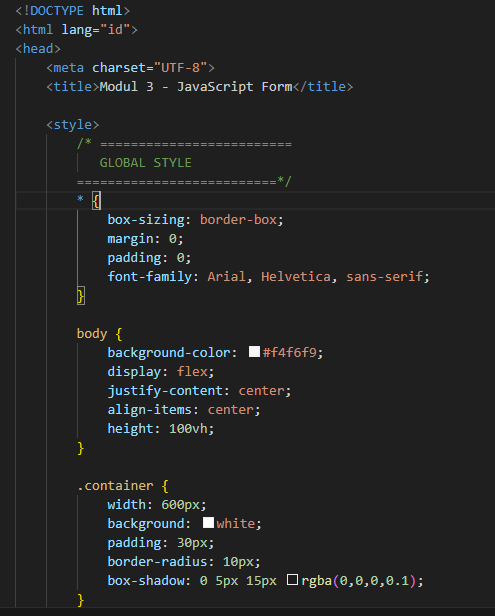 <!DOCTYPE html>
<html lang="id">
<head>
    <meta charset="UTF-8">
    <title>Modul 3 - JavaScript Form</title>

    <style>
        /* =========================
           GLOBAL STYLE
        ==========================*/
        * {
            box-sizing: border-box;
            margin: 0;
            padding: 0;
            font-family: Arial, Helvetica, sans-serif;
        }

        body {
            background-color: #f4f6f9;
            display: flex;
            justify-content: center;
            align-items: center;
            height: 100vh;
        }

        .container {
            width: 600px;
            background: white;
            padding: 30px;
            border-radius: 10px;
            box-shadow: 0 5px 15px rgba(0,0,0,0.1);
        }